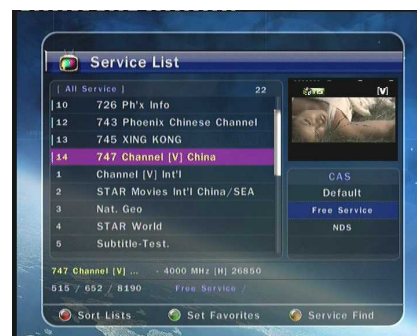 Service List
[ All Service ] 22
10 726 Ph'x Info
12 743 Phoenix Chinese Channel
13 745 XING KONG
14 747 Channel [V] China
1 Channel [V] Int'l
2 STAR Movies Int'l China/SEA
3 Nat. Geo
4 STAR World
5 Subtitle-Test.
[V]
CAS
Default
Free Service
NDS
747 Channel [V] ... - 4000 MHz [H] 26850
515 / 652 / 8190 Free Service /
Sort Lists Set Favorites Service Find